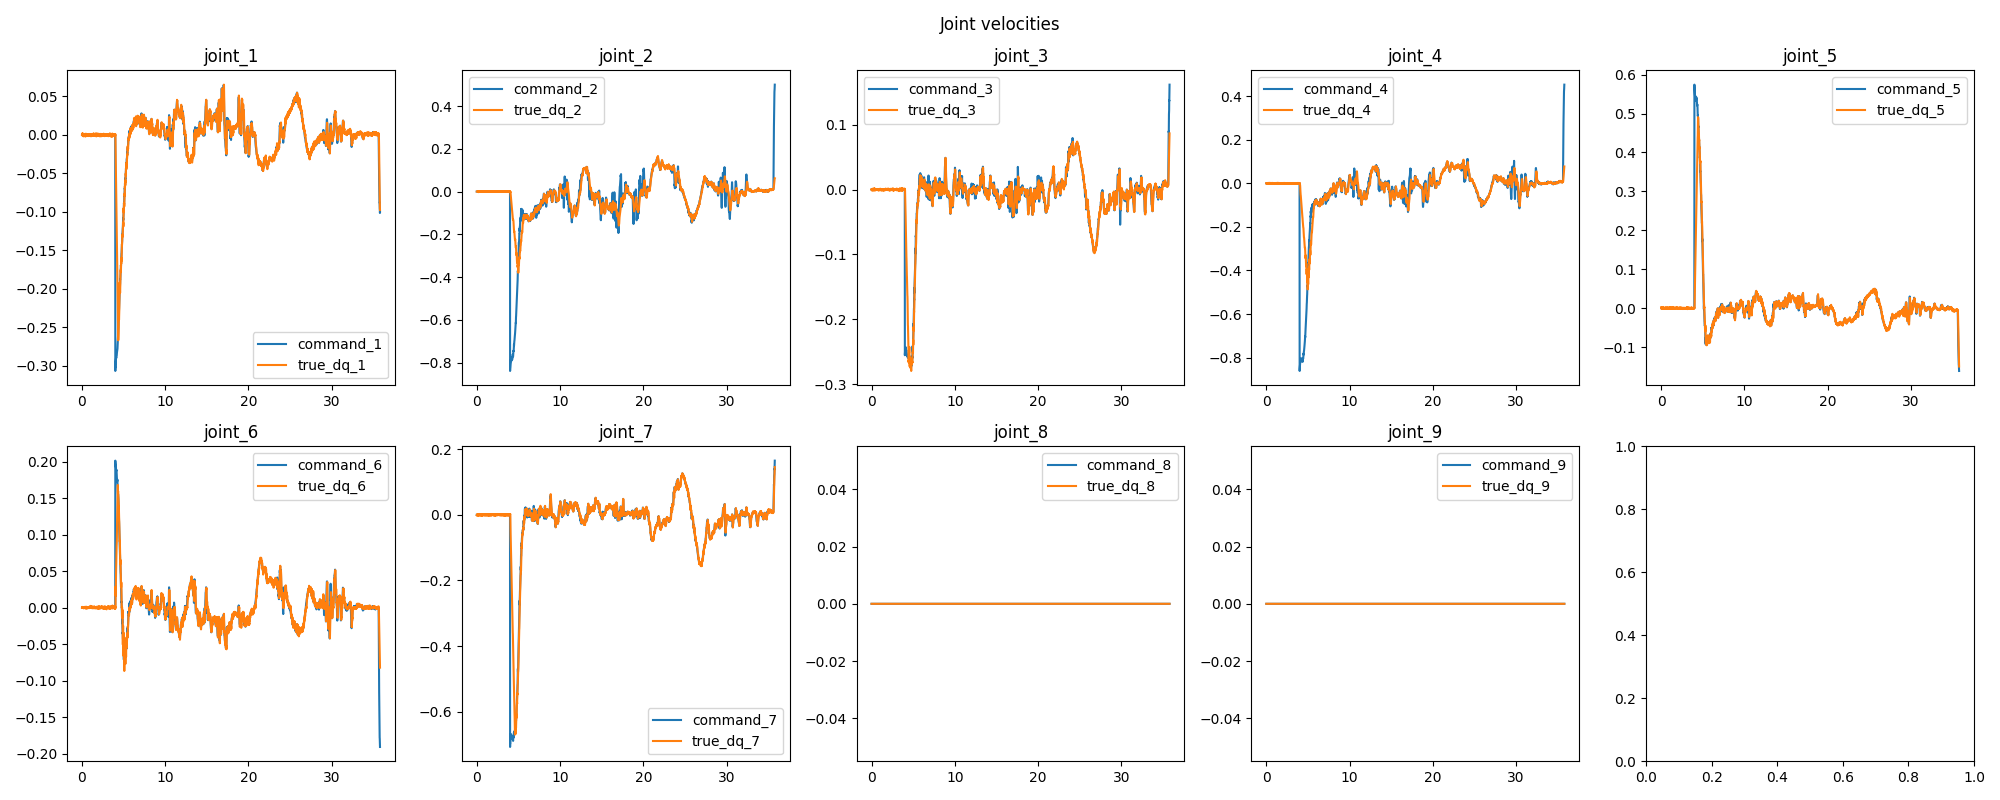 Joint velocities
joint_1
0.05
0.00
−0.05
−0.10
−0.15
−0.20
−0.25
−0.30
command_1
true_dq_1
0 10 20 30
joint_2
command_2
true_dq_2
0.4
0.2
0.0
−0.2
−0.4
−0.6
−0.8
0 10 20 30
joint_3
command_3
true_dq_3
0.1
0.0
−0.1
−0.2
−0.3
0 10 20 30
joint_4
command_4
true_dq_4
0.4
0.2
0.0
−0.2
−0.4
−0.6
−0.8
0 10 20 30
joint_5
command_5
true_dq_5
0.6
0.5
0.4
0.3
0.2
0.1
0.0
−0.1
0 10 20 30
joint_6
command_6
true_dq_6
0.20
0.15
0.10
0.05
0.00
−0.05
−0.10
−0.15
−0.20
0 10 20 30
joint_7
0.2
0.0
−0.2
−0.4
−0.6
command_7
true_dq_7
0 10 20 30
joint_8
command_8
true_dq_8
0.04
0.02
0.00
−0.02
−0.04
0 10 20 30
joint_9
command_9
true_dq_9
0.04
0.02
0.00
−0.02
−0.04
0 10 20 30
1.0
0.8
0.6
0.4
0.2
0.0
0.0 0.2 0.4 0.6 0.8 1.0